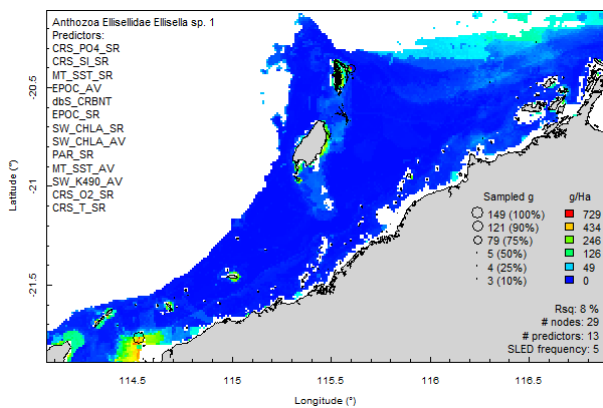 Anthozoa Ellisellidae Ellisella sp. 1
Predictors:
CRS_PO4_SR
CRS_SI_SR
MT_SST_SR
EPOC_AV
dbS_CRBNT
EPOC_SR
SW_CHLA_SR
SW_CHLA_AV
PAR_SR
MT_SST_AV
SW_K490_AV
CRS_O2_SR
CRS_T_SR
-20.5
-21
-21.5
Latitude (°)
Sampled g g/Ha
149 (100%) 729
121 (90%) 434
79 (75%) 246
5 (50%) 126
4 (25%) 49
3 (10%) 0
Rsq: 8 %
# nodes: 29
# predictors: 13
SLED frequency: 5
114.5 115 115.5 116 116.5
Longitude (°)